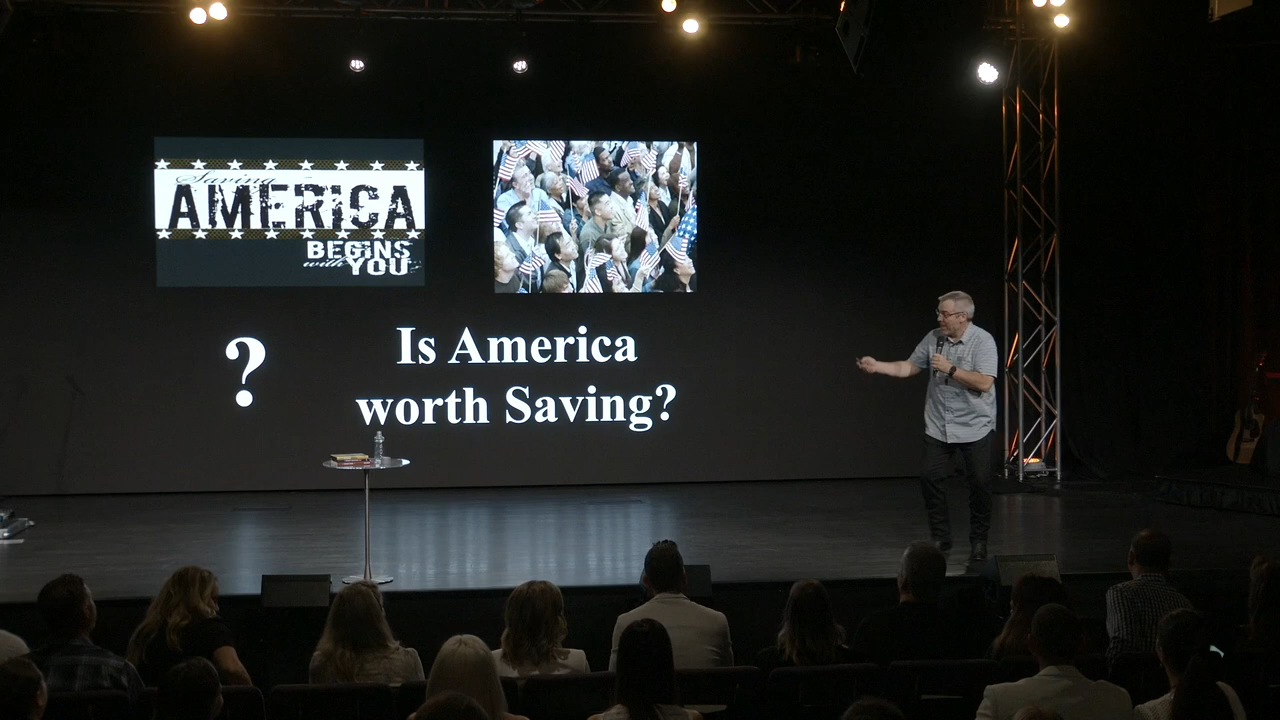 Saving
AMERICA
BEGINS
with YOU
?
Is America
worth Saving?